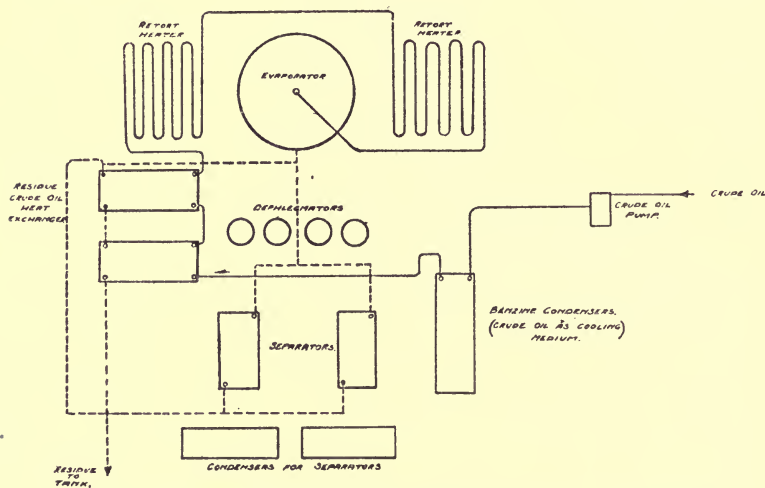 RETORT
HEATER
RETORT
HEATER
EVAPORATOR
RESIDUE
CRUDE OIL
HEAT
EXCHANGER
DEPHLEGMATORS
CRUDE OIL
CRUDE OIL
PUMP.
BENZINE CONDENSERS.
(CRUDE OIL AS COOLING)
MEDIUM.
SEPARATORS.
CONDENSERS FOR SEPARATORS
RESIDUE
TO
TANK.